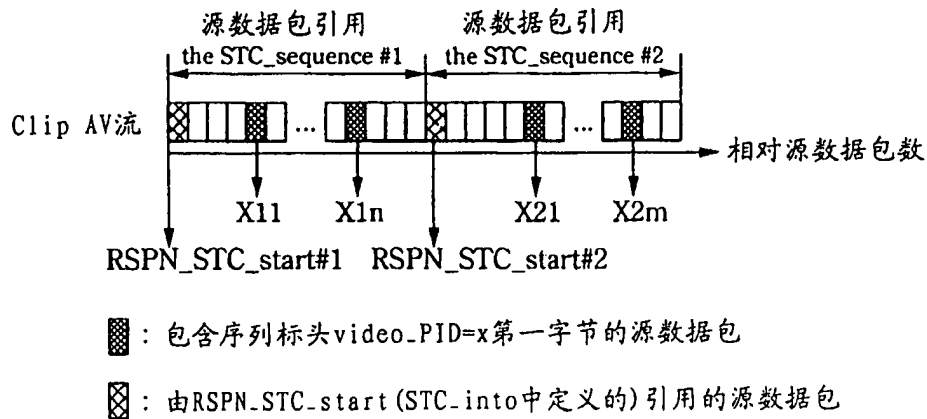 源数据包引用 源数据包引用
the STC_sequence #1 the STC_sequence #2
Clip AV流 ... ...
相对源数据包数
X11 X1n X21 X2m
RSPN_STC_start#1 RSPN_STC_start#2
: 包含序列标头video_PID=x第一字节的源数据包
: 由RSPN_STC_start(STC_into中定义的)引用的源数据包